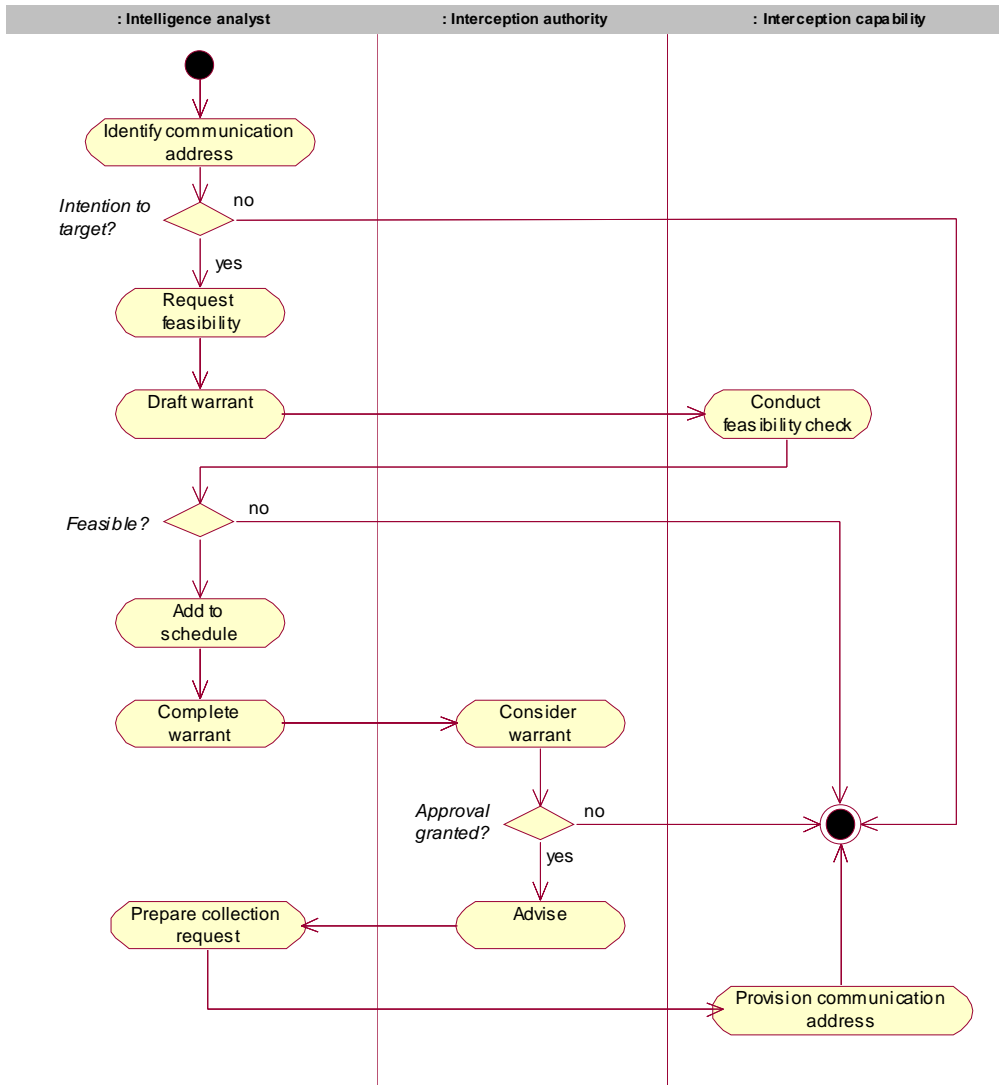 : Intelligence analyst
: Interception authority
: Interception capability
Identify communication
address
Intention to
target?
no
yes
Request
feasibility
Draft warrant
Conduct
feasibility check
Feasible?
no
Add to
schedule
Complete
warrant
Consider
warrant
Approval
granted?
no
yes
Prepare collection
request
Advise
Provision communication
address